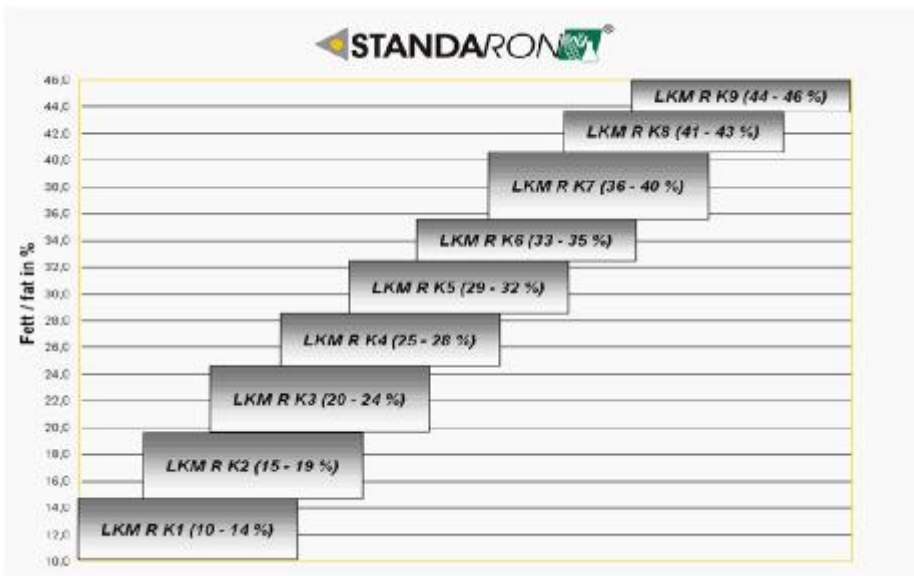 STANDARON®
46,0
LKM R K9 (44 - 46 %)
44,0
42,0
LKM R K8 (41 - 43 %)
40,0
38,0
LKM R K7 (36 - 40 %)
36,0
34,0
LKM R K6 (33 - 35 %)
32,0
30,0
LKM R K5 (29 - 32 %)
28,0
26,0
LKM R K4 (25 - 28 %)
24,0
22,0
LKM R K3 (20 - 24 %)
20,0
18,0
LKM R K2 (15 - 19 %)
16,0
14,0
LKM R K1 (10 - 14 %)
12,0
10,0
Fett / fat in %